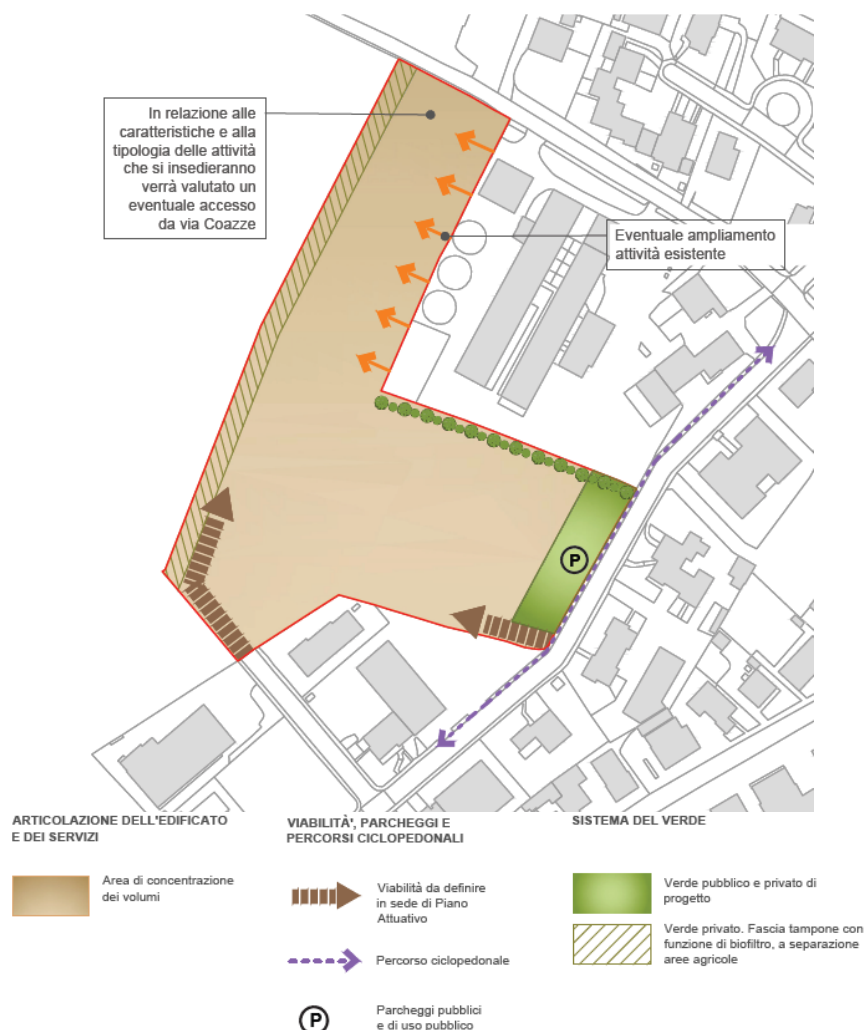 In relazione alle
caratteristiche e alla
tipologia delle attività
che si insedieranno
verrà valutato un
eventuale accesso
da via Coazze
Eventuale ampliamento
attività esistente
P
ARTICOLAZIONE DELL'EDIFICATO
E DEI SERVIZI
Area di concentrazione
dei volumi
VIABILITÀ', PARCHEGGI E
PERCORSI CICLOPEDONALI
Viabilità da definire
in sede di Piano
Attuativo
Percorso ciclopedonale
P
Parcheggi pubblici
e di uso pubblico
SISTEMA DEL VERDE
Verde pubblico e privato di
progetto
Verde privato. Fascia tampone con
funzione di biofiltro, a separazione
aree agricole